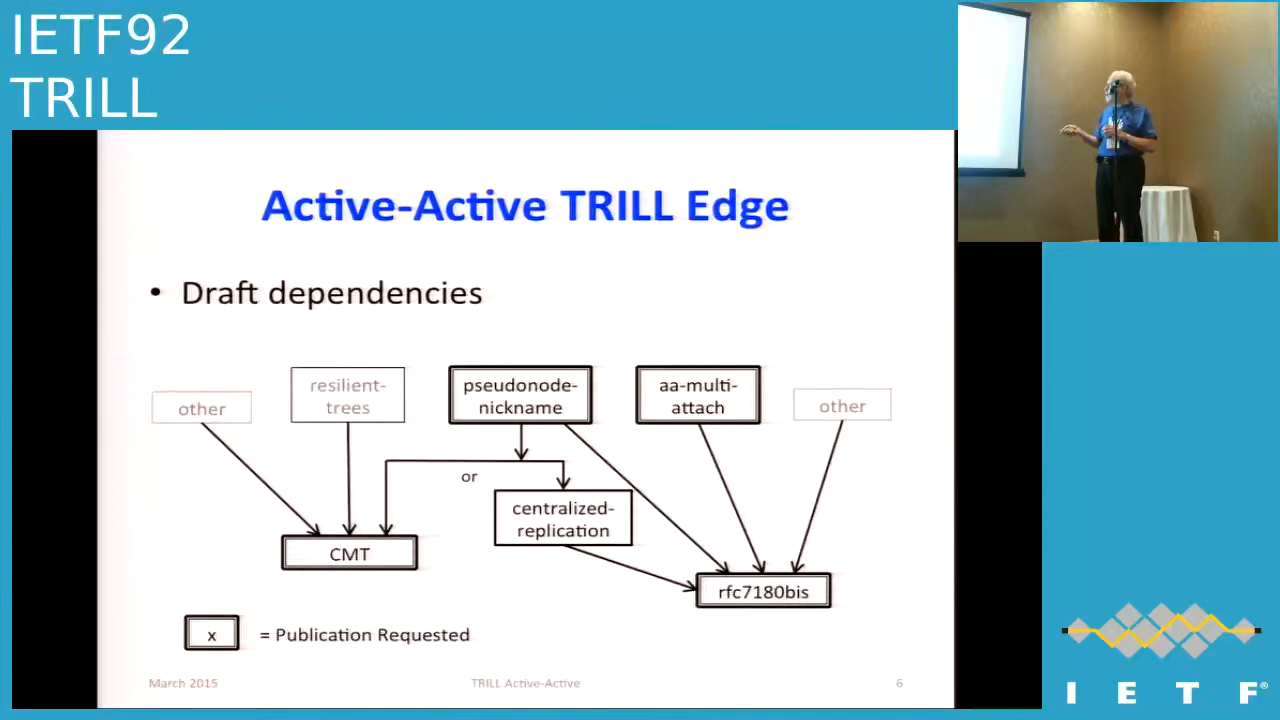 IETF92
TRILL
Active-Active TRILL Edge
• Draft dependencies
other
resilient-
trees
pseudonode-
nickname
aa-multi-
attach
other
or
centralized-
replication
CMT
rfc7180bis
x = Publication Requested
March 2015 TRILL Active-Active 6
I E T F®